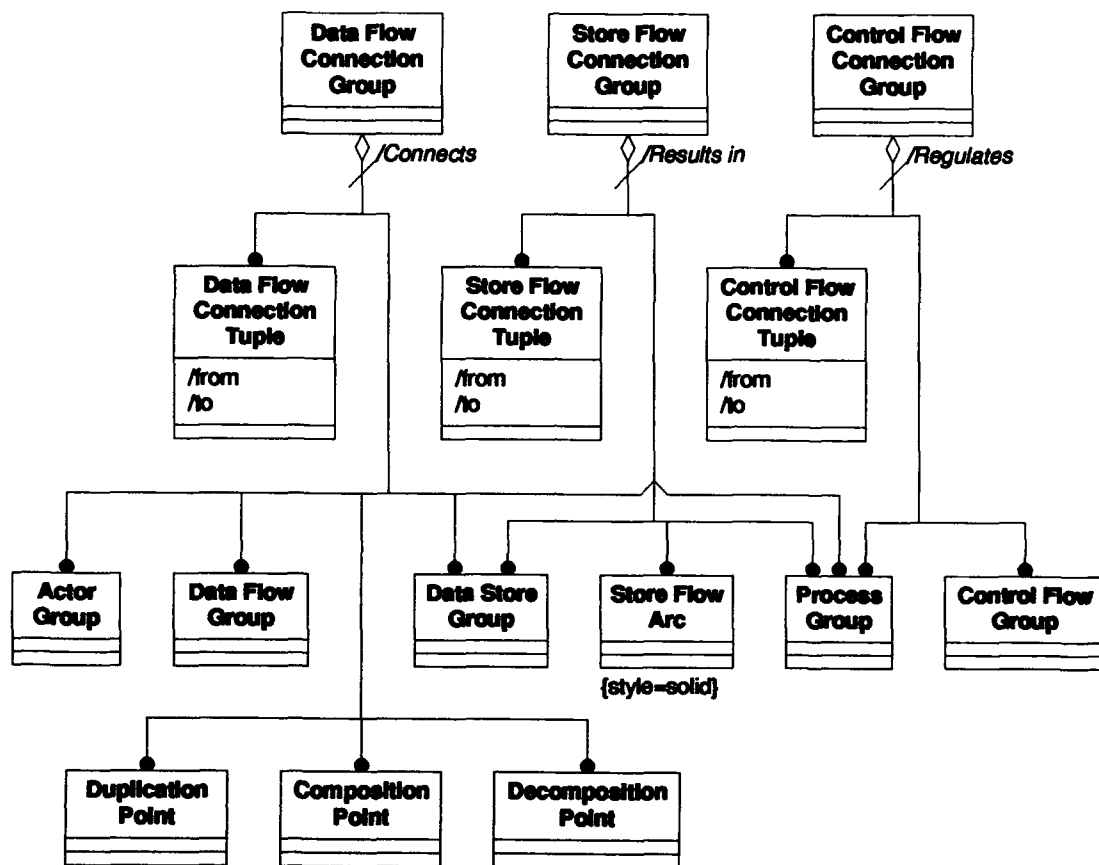 Data Flow
Connection
Group
Store Flow
Connection
Group
Control Flow
Connection
Group
/Connects
/Results in
/Regulates
Data Flow
Connection
Tuple
/from
/to
Store Flow
Connection
Tuple
/from
/to
Control Flow
Connection
Tuple
/from
/to
Actor
Group
Data Flow
Group
Data Store
Group
Store Flow
Arc
{style=solid}
Process
Group
Control Flow
Group
Duplication
Point
Composition
Point
Decomposition
Point